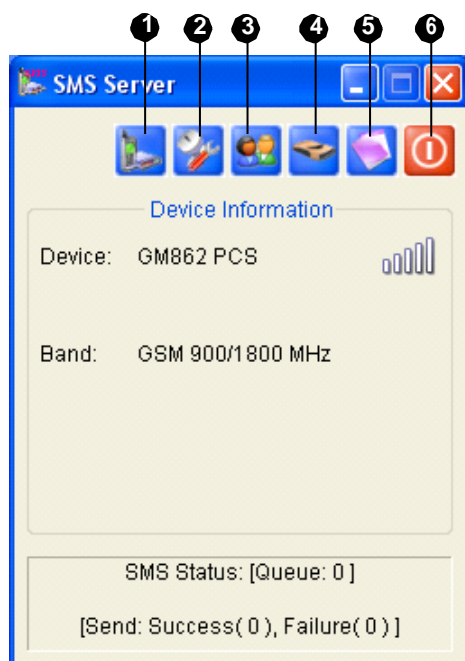 1 2 3 4 5 6
SMS Server
Device Information
Device: GM862 PCS
Band: GSM 900/1800 MHz
SMS Status: [Queue: 0 ]
[Send: Success( 0 ), Failure( 0 ) ]